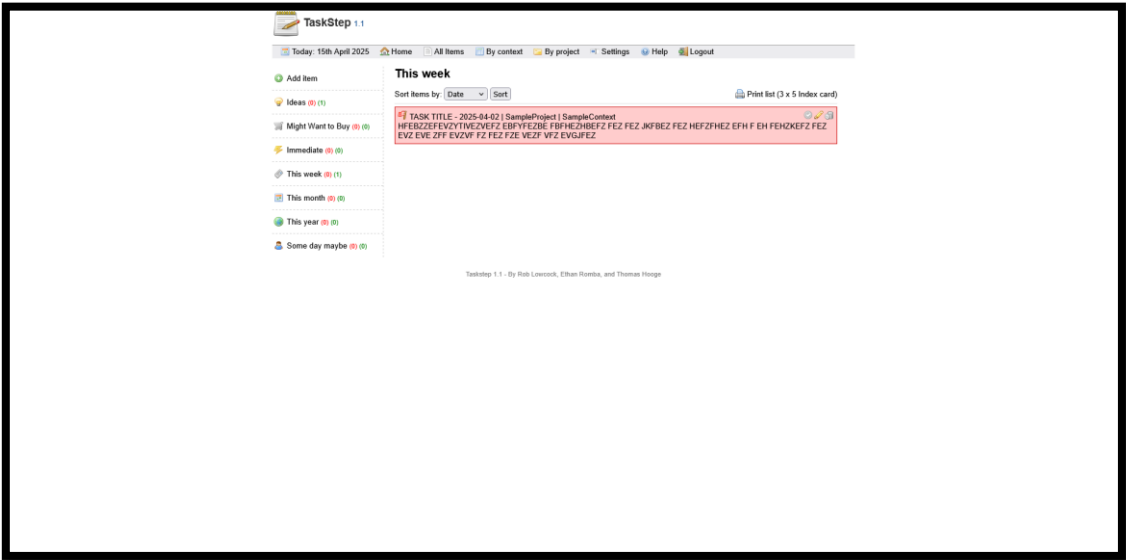 TaskStep 1.1
Today: 15th April 2025 Home All Items By context By project Settings Help Logout
Add item
Ideas (0) (1)
Might Want to Buy (0) (0)
Immediate (0) (0)
This week (0) (1)
This month (0) (0)
This year (0) (0)
Some day maybe (0) (0)
This week
Sort items by: Date Sort
Print list (3 x 5 Index card)
TASK TITLE - 2025-04-02 | SampleProject | SampleContext
HFEBZZEFEVZYTIVEZVEFZ EBFYFEZBE FBFHEZHBEFZ FEZ FEZ JKFBEZ FEZ HEFZFHEZ EFH F EH FEHZKEFZ FEZ
EVZ EVE ZFF EVZVF FZ FEZ FZE VEZF VFZ EVGJFEZ
Taskstep 1.1 - By Rob Lowcock, Ethan Romba, and Thomas Hooge